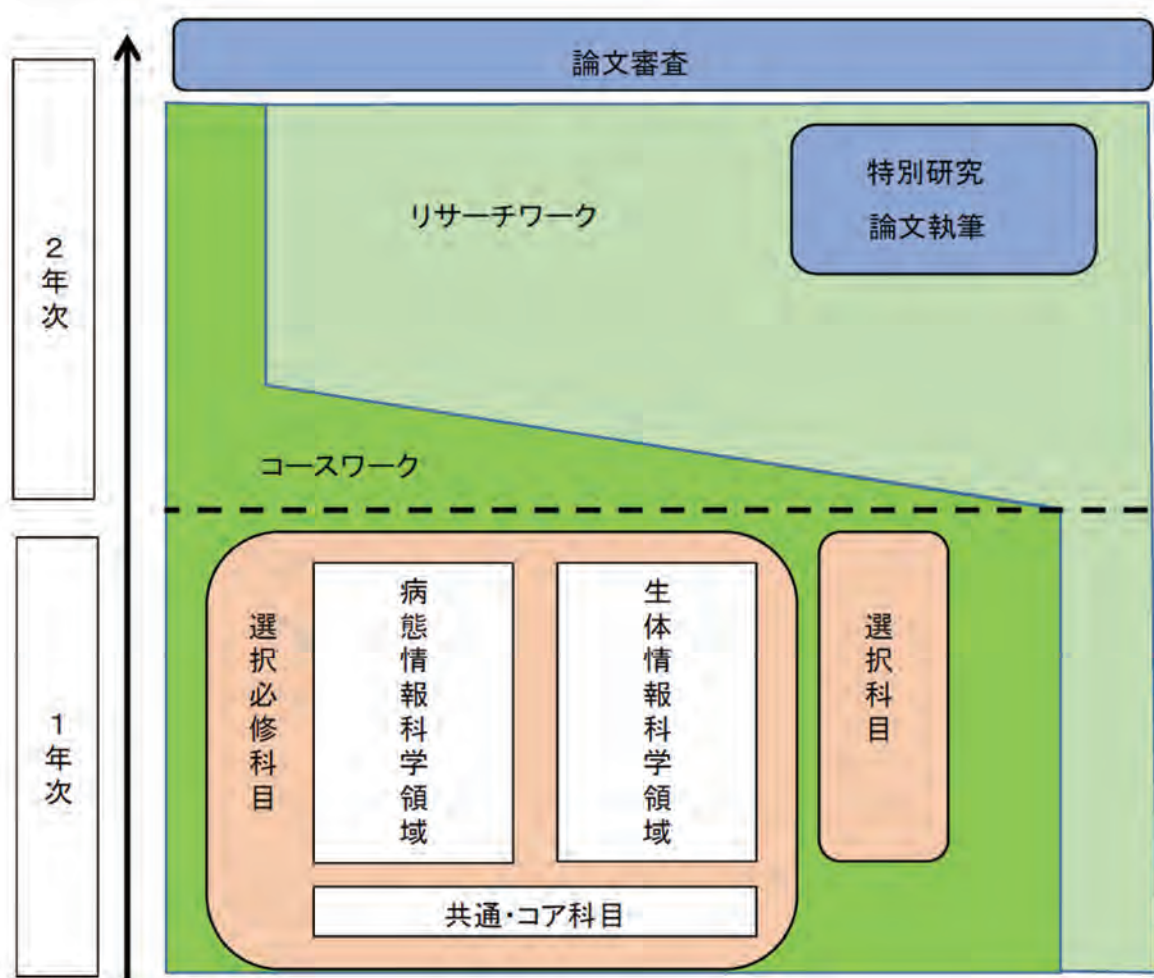 論文審査
2年次
リサーチワーク
特別研究
論文執筆
コースワーク
1年次
選択必修科目
病態情報科学領域
生体情報科学領域
選択科目
共通・コア科目